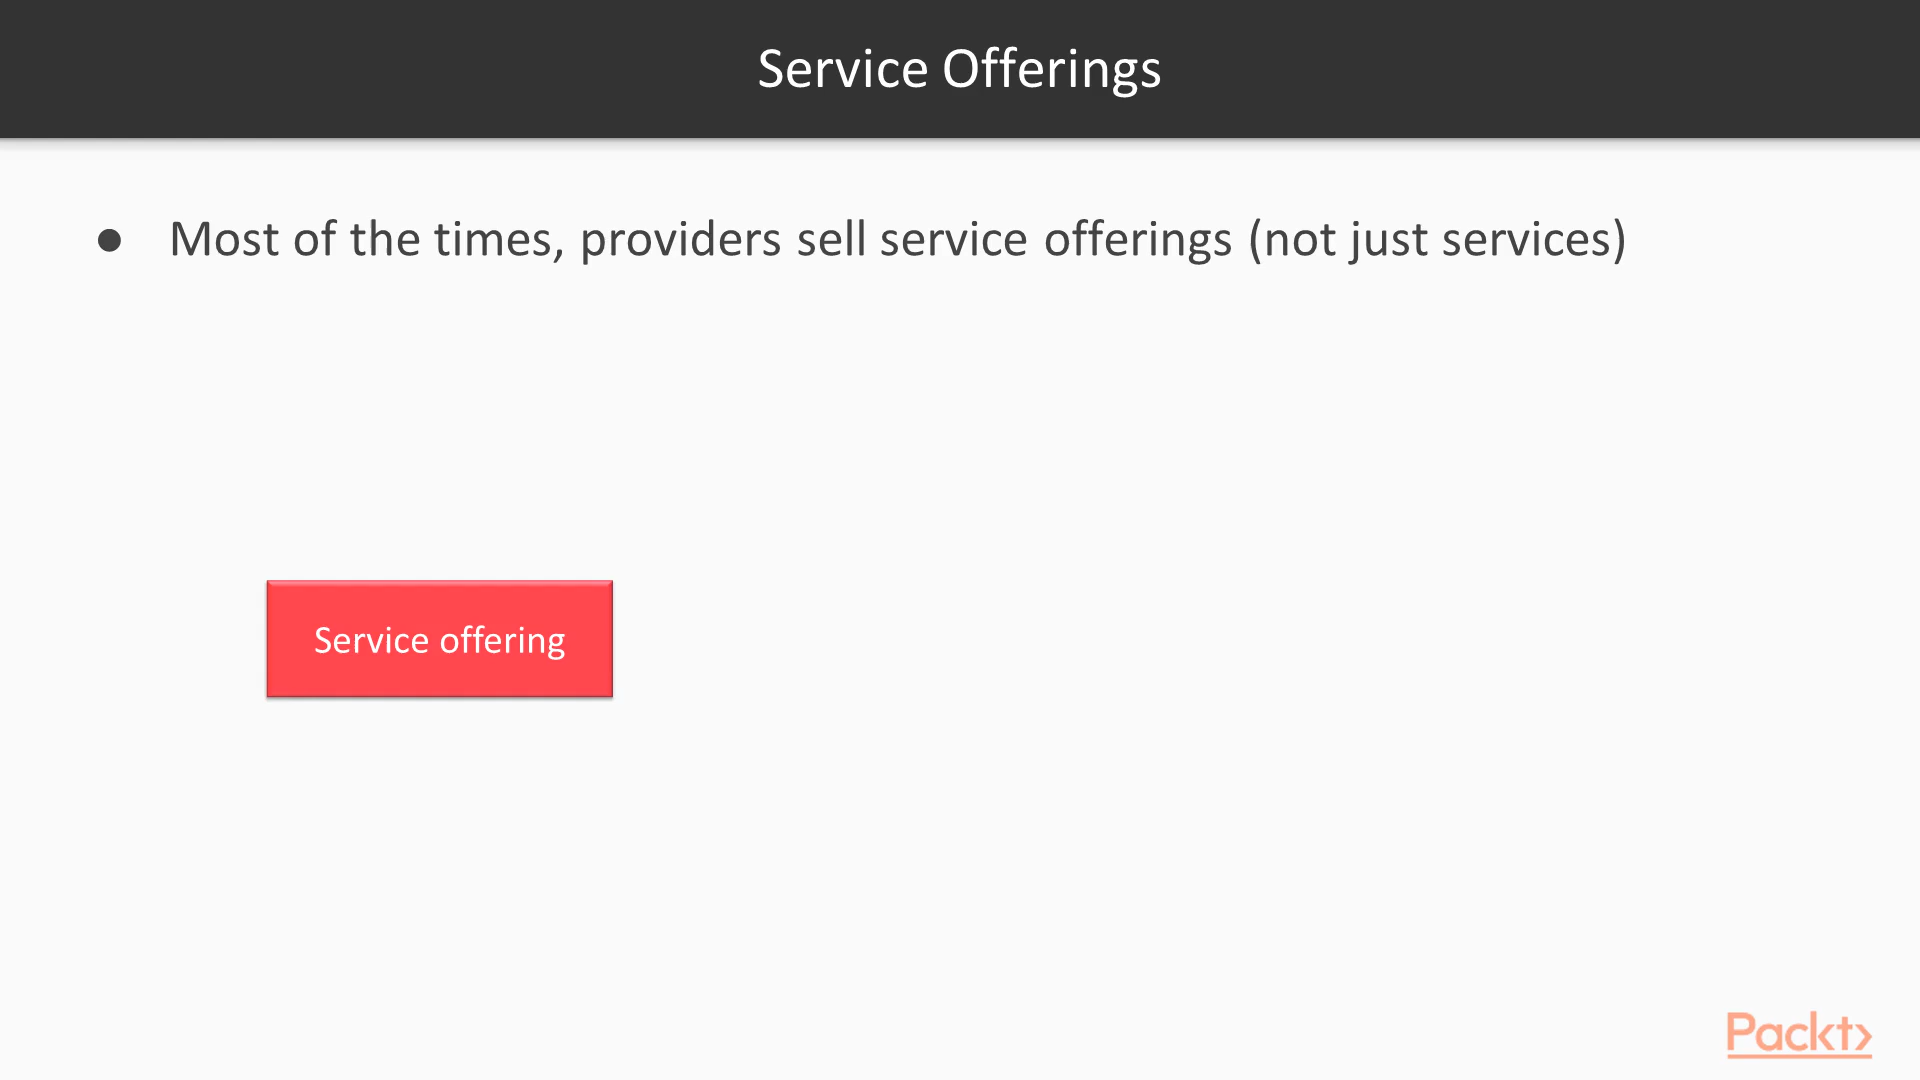 Service Offerings
● Most of the times, providers sell service offerings (not just services)
Service offering
Packt>